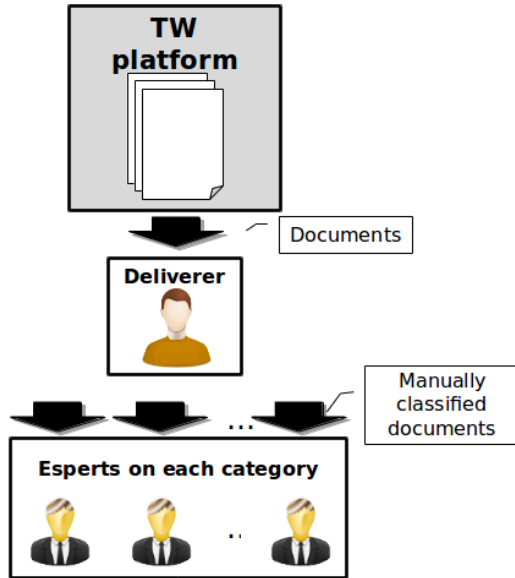 TW
platform
Documents
Deliverer
Manually
classified
documents
...
Esperts on each category
..